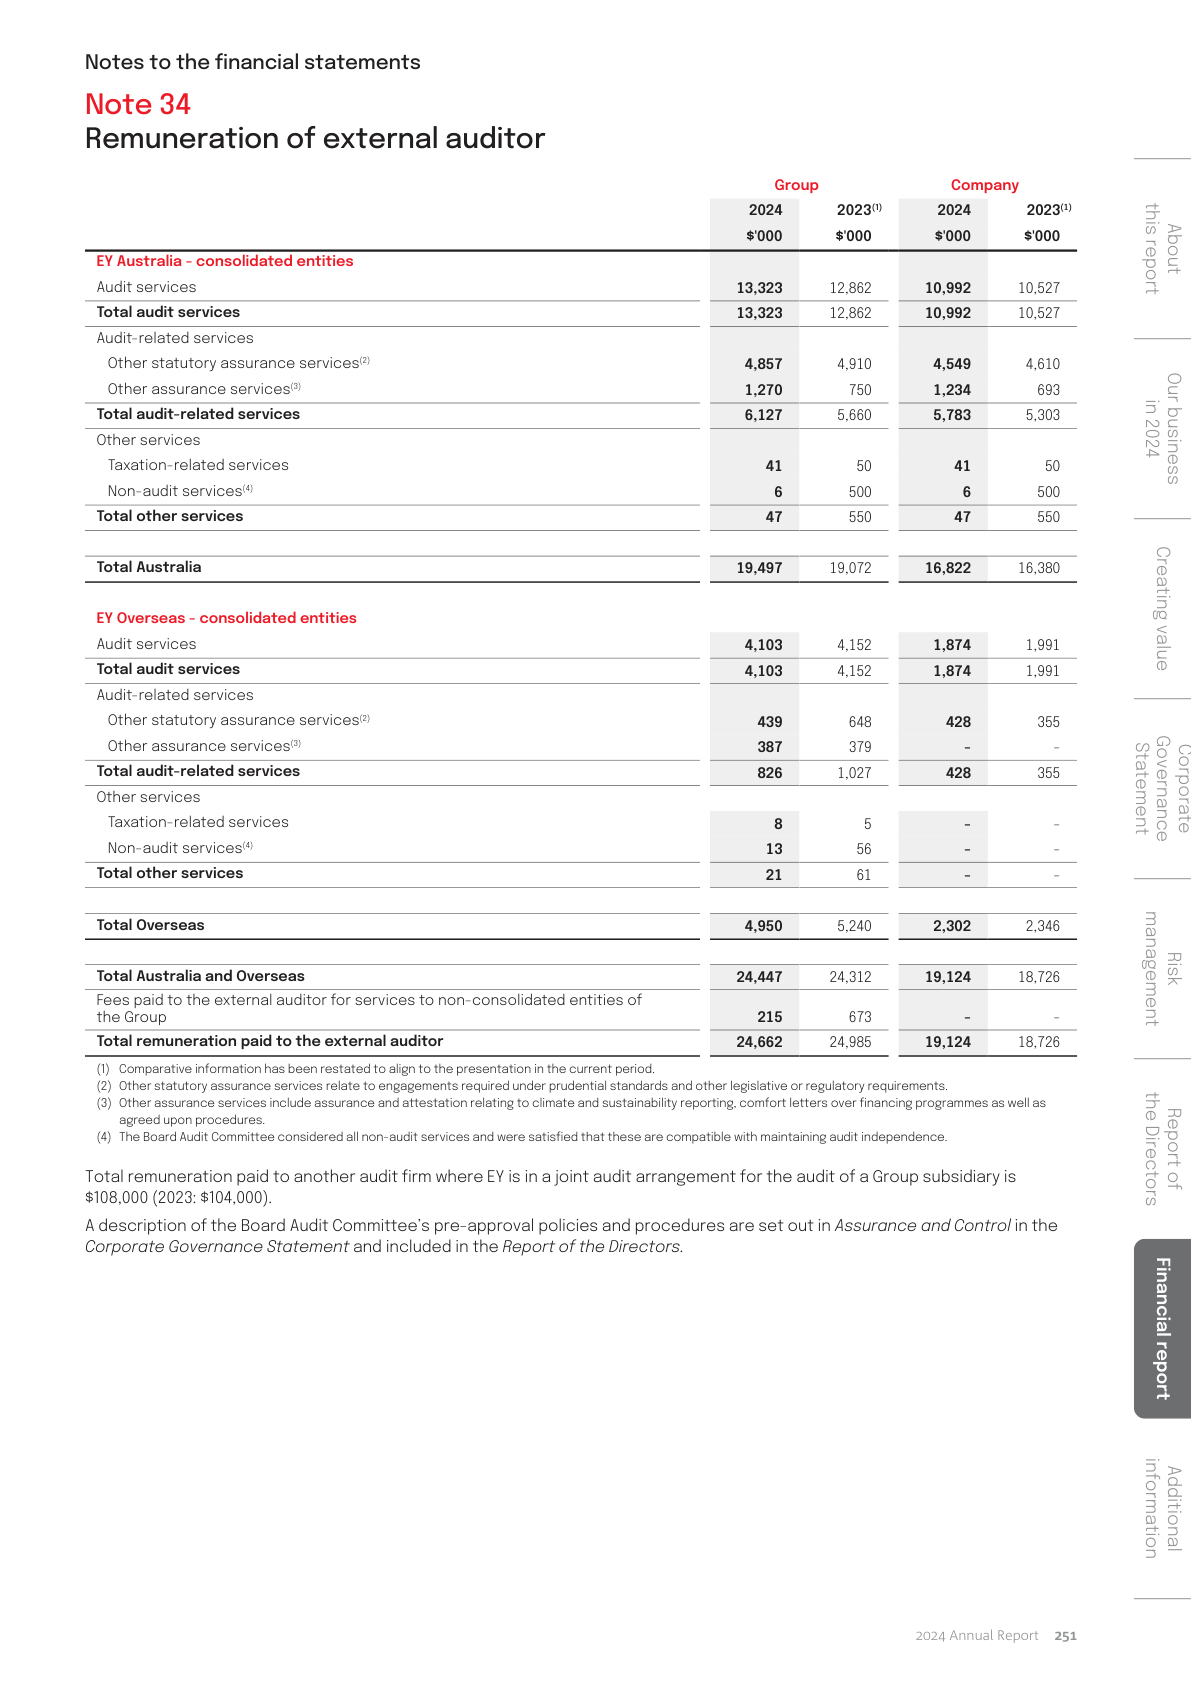 Notes to the financial statements
Note 34
Remuneration of external auditor
Group Company
2024 2023(1) 2024 2023(1)
$'000 $'000 $'000 $'000
EY Australia - consolidated entities
Audit services 13,323 12,862 10,992 10,527
Total audit services 13,323 12,862 10,992 10,527
Audit-related services
Other statutory assurance services(2) 4,857 4,910 4,549 4,610
Other assurance services(3) 1,270 750 1,234 693
Total audit-related services 6,127 5,660 5,783 5,303
Other services
Taxation-related services 41 50 41 50
Non-audit services(4) 6 500 6 500
Total other services 47 550 47 550
Total Australia 19,497 19,072 16,822 16,380
EY Overseas - consolidated entities
Audit services 4,103 4,152 1,874 1,991
Total audit services 4,103 4,152 1,874 1,991
Audit-related services
Other statutory assurance services(2) 439 648 428 355
Other assurance services(3) 387 379 – –
Total audit-related services 826 1,027 428 355
Other services
Taxation-related services 8 5 – –
Non-audit services(4) 13 56 – –
Total other services 21 61 – –
Total Overseas 4,950 5,240 2,302 2,346
Total Australia and Overseas 24,447 24,312 19,124 18,726
Fees paid to the external auditor for services to non-consolidated entities of
the Group 215 673 – –
Total remuneration paid to the external auditor 24,662 24,985 19,124 18,726
(1) Comparative information has been restated to align to the presentation in the current period.
(2) Other statutory assurance services relate to engagements required under prudential standards and other legislative or regulatory requirements.
(3) Other assurance services include assurance and attestation relating to climate and sustainability reporting, comfort letters over financing programmes as well as
agreed upon procedures.
(4) The Board Audit Committee considered all non-audit services and were satisfied that these are compatible with maintaining audit independence.
Total remuneration paid to another audit firm where EY is in a joint audit arrangement for the audit of a Group subsidiary is
$108,000 (2023: $104,000).
A description of the Board Audit Committee's pre-approval policies and procedures are set out in Assurance and Control in the
Corporate Governance Statement and included in the Report of the Directors.
About
this report
Our business
in 2024
Creating value
Corporate
Governance
Statement
Risk
management
Report of
the Directors
Financial report
Additional
information
2024 Annual Report 251